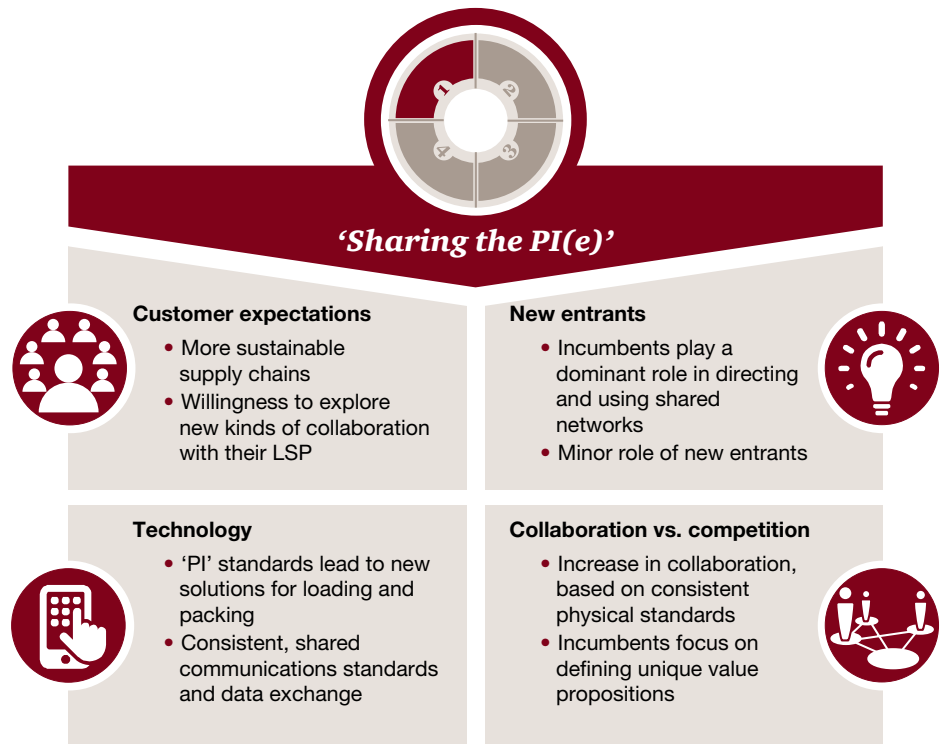 1
2
3
4
‘Sharing the PI(e)’
Customer expectations
• More sustainable
supply chains
• Willingness to explore
new kinds of collaboration
with their LSP
New entrants
• Incumbents play a
dominant role in directing
and using shared
networks
• Minor role of new entrants
Technology
• ‘PI’ standards lead to new
solutions for loading and
packing
• Consistent, shared
communications standards
and data exchange
Collaboration vs. competition
• Increase in collaboration,
based on consistent
physical standards
• Incumbents focus on
defining unique value
propositions